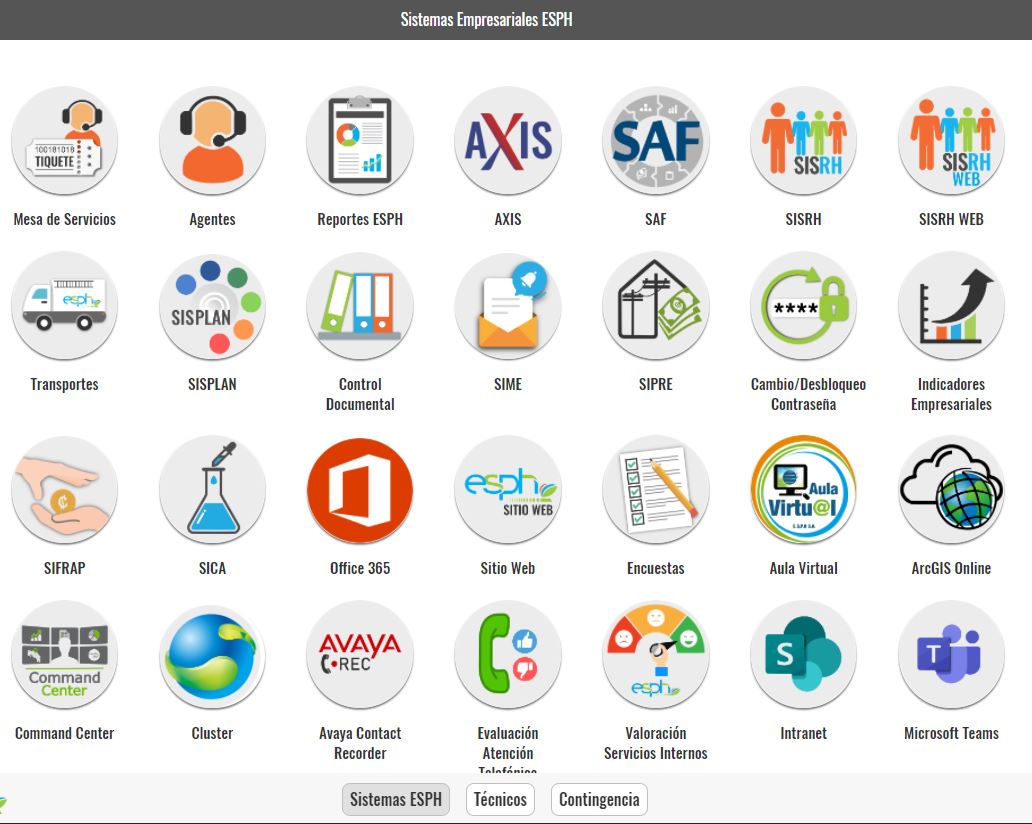 Sistemas Empresariales ESPH
100181018
TIQUETE
AXIS
SAF
SISRH
SISRH
WEB
Mesa de Servicios
Agentes
Reportes ESPH
AXIS
SAF
SISRH
SISRH WEB
esph
SISPLAN
****
Transportes
SISPLAN
Control
Documental
SIME
SIPRE
Cambio/Desbloqueo
Contraseña
Indicadores
Empresariales
esph
SITIO WEB
Aula
Virtu@l
SIFRAP
SICA
Office 365
Sitio Web
Encuestas
Aula Virtual
ArcGIS Online
Command
Center
AVAYA
REC
esph
S
T
Command Center
Cluster
Avaya Contact
Recorder
Evaluación
Atención
Telefónica
Valoración
Servicios Internos
Intranet
Microsoft Teams
Sistemas ESPH
Técnicos
Contingencia